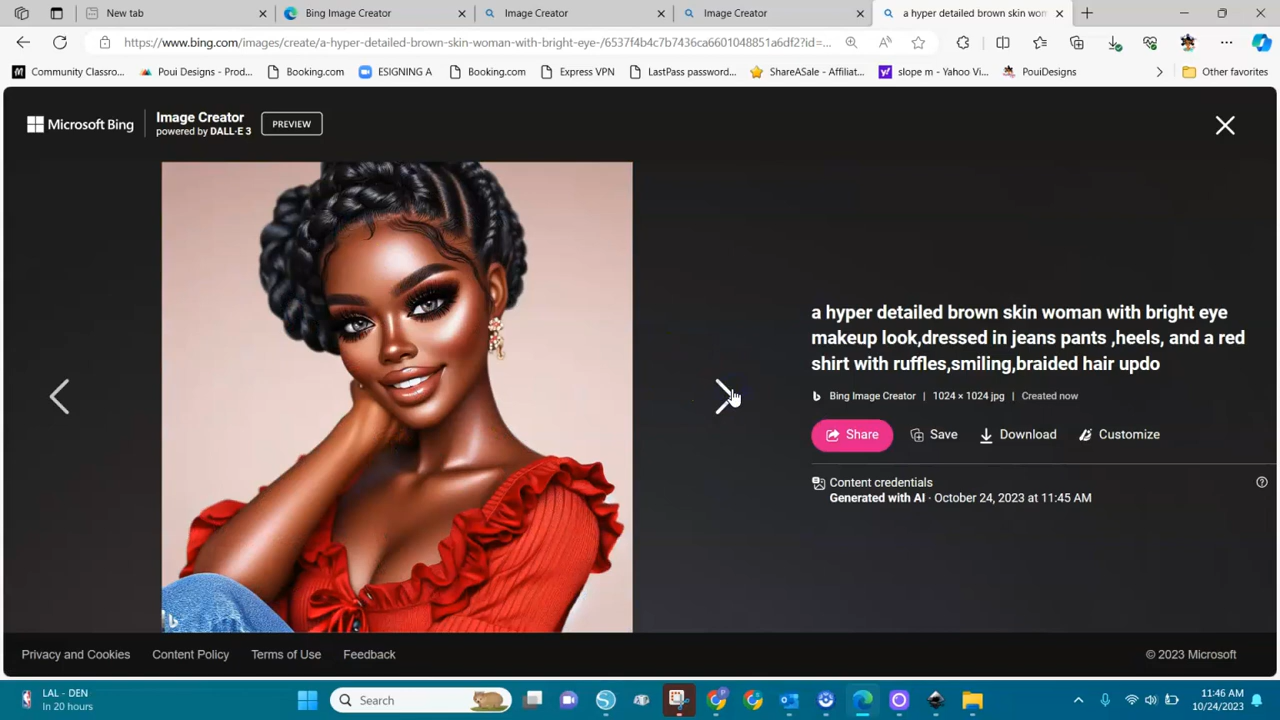 New tab
Bing Image Creator
Image Creator
Image Creator
a hyper detailed brown skin wom
https://www.bing.com/images/create/a-hyper-detailed-brown-skin-woman-with-bright-eye-/6537f4b4c7b7436ca6601048851a6df2?id=...
Community Classro...
Poui Designs - Prod...
Booking.com
ESIGNING A
Booking.com
Express VPN
LastPass password...
ShareASale - Affiliat...
slope m - Yahoo Vi...
PouiDesigns
Other favorites
Microsoft Bing
Image Creator
powered by DALL·E 3
PREVIEW
a hyper detailed brown skin woman with bright eye
makeup look,dressed in jeans pants ,heels, and a red
shirt with ruffles,smiling,braided hair updo
Bing Image Creator | 1024 × 1024 jpg | Created now
Share
Save
Download
Customize
Content credentials
Generated with AI · October 24, 2023 at 11:45 AM
Privacy and Cookies
Content Policy
Terms of Use
Feedback
© 2023 Microsoft
LAL - DEN
In 20 hours
Search
11:46 AM
10/24/2023